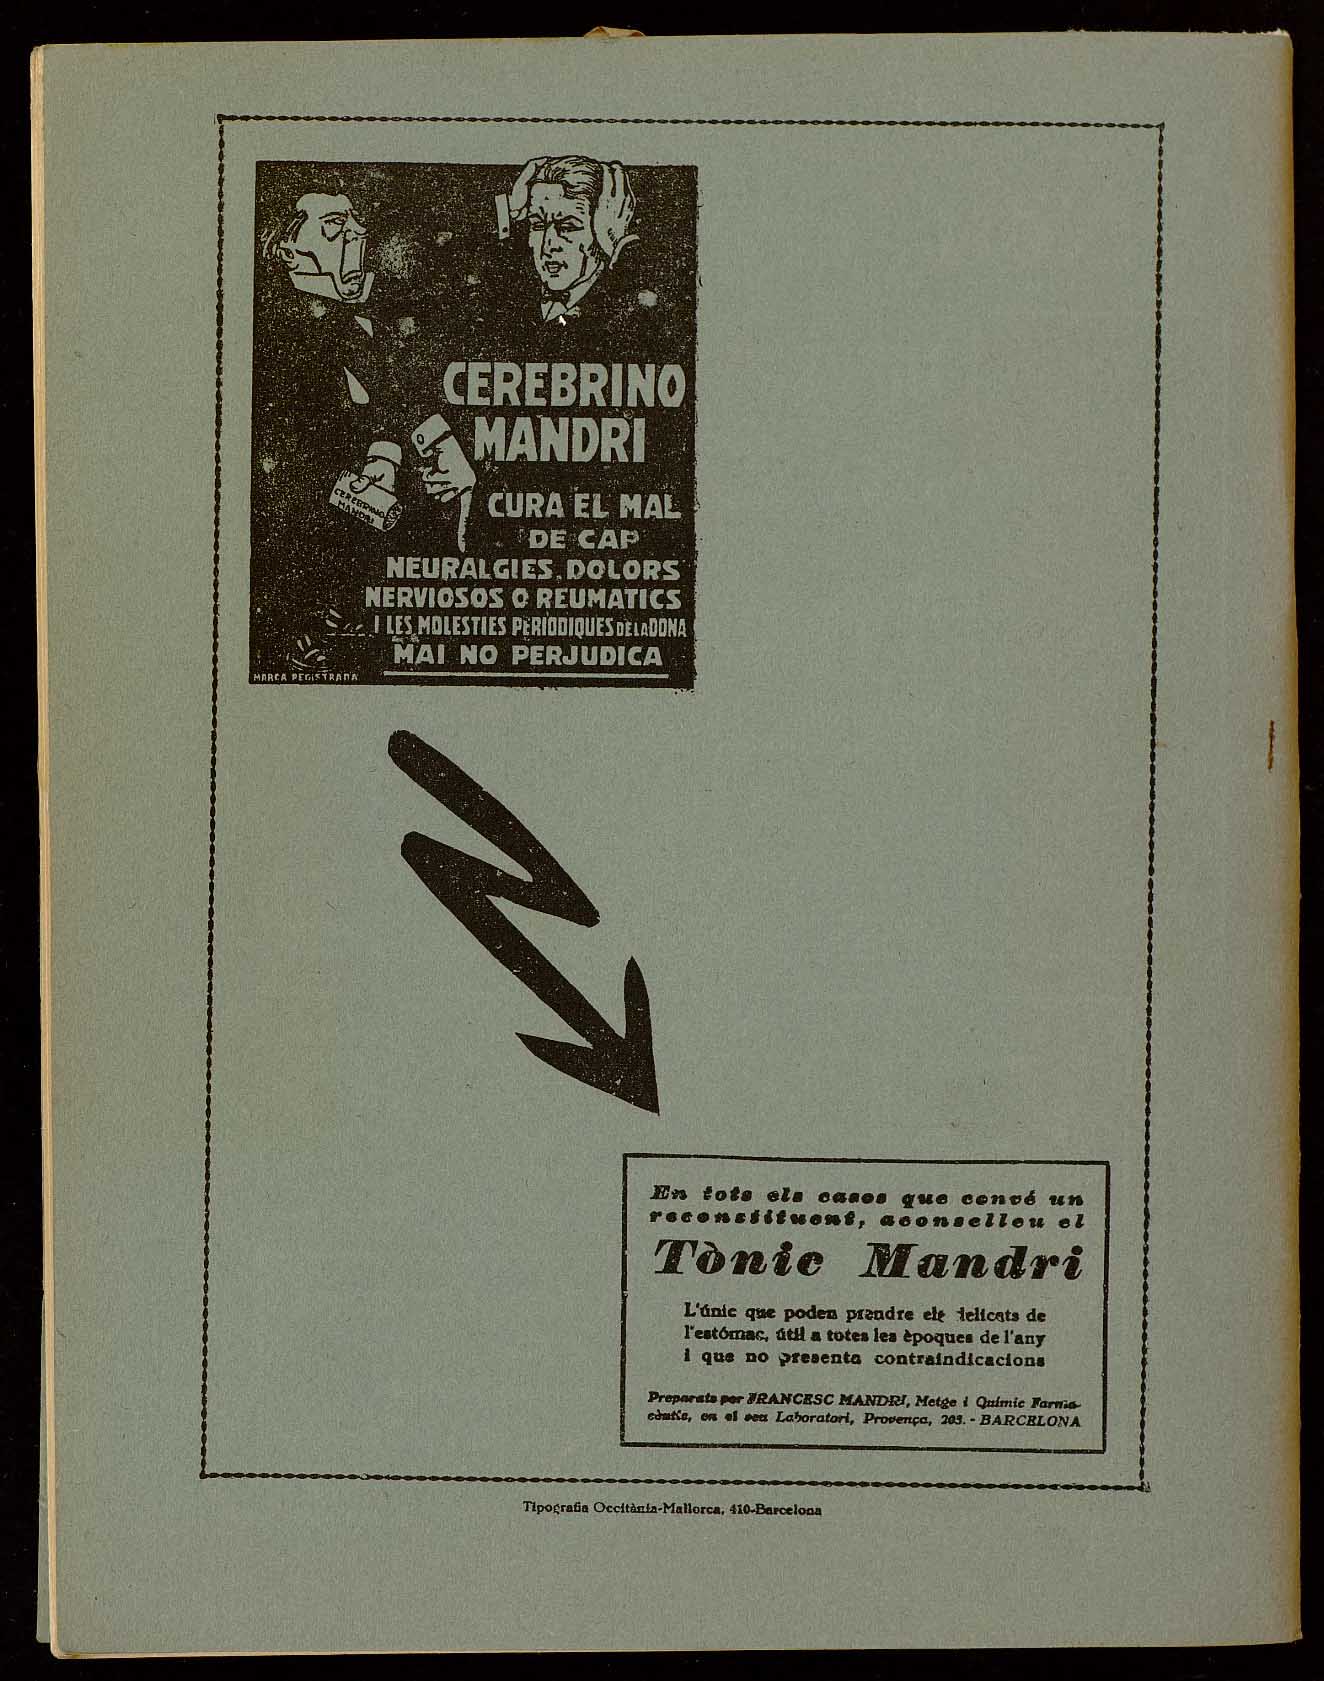 CEREBRINO
MANDRI
CEREBRINO
MANDRI
CURA EL MAL
DE CAP
NEURALGIES, DOLORS
NERVIOSOS O REUMATICS
I LES MOLESTIES PERIODIQUES DE LA DONA
MAI NO PERJUDICA
MARCA REGISTRADA
En tots els casos que convé un
reconstituent, aconselleu el
Tònic Mandri
L'únic que poden prendre els delicats de
l'estómac, útil a totes les èpoques de l'any
i que no presenta contraindicacions
Preparats per FRANCESC MANDRI, Metge i Químic Farma-
cèutic, en el seu Laboratori, Provença, 203. - BARCELONA
Tipografia Occitània-Mallorca, 410-Barcelona